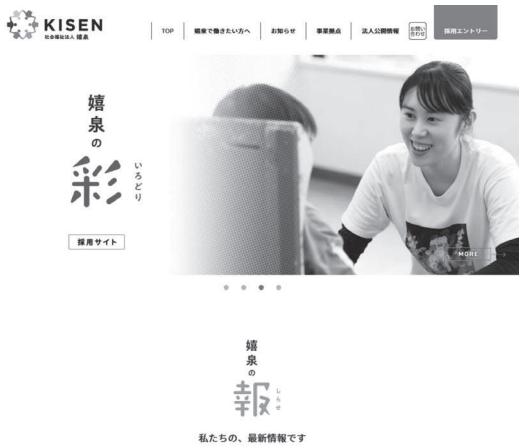 KISEN
社会福祉法人 嬉泉
TOP
嬉泉で働きたい方へ
お知らせ
事業拠点
法人公開情報
お問い
合わせ
採用エントリー
嬉泉の
彩
いろどり
採用サイト
MORE
嬉泉の
報
しらせ
私たちの、最新情報です